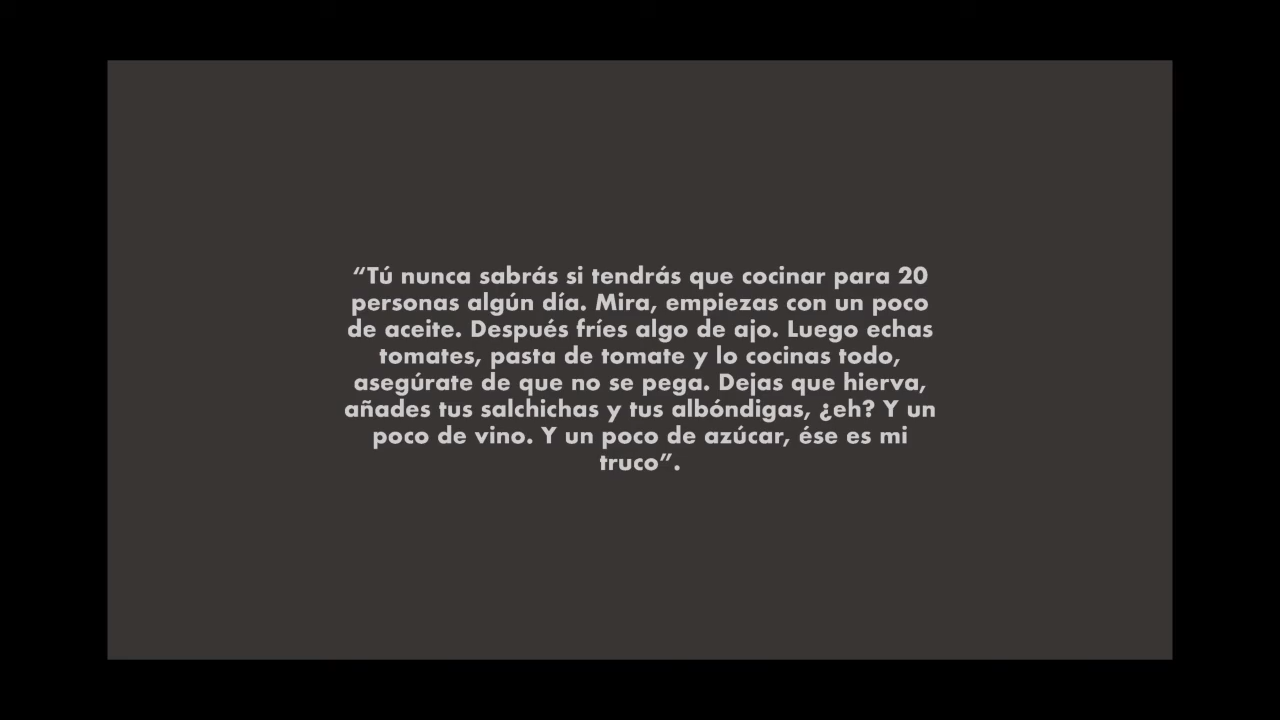 “Tú nunca sabrás si tendrás que cocinar para 20
personas algún día. Mira, empiezas con un poco
de aceite. Después fríes algo de ajo. Luego echas
tomates, pasta de tomate y lo cocinas todo,
asegúrate de que no se pega. Dejas que hierva,
añades tus salchichas y tus albóndigas, ¿eh? Y un
poco de vino. Y un poco de azúcar, ése es mi
truco”.